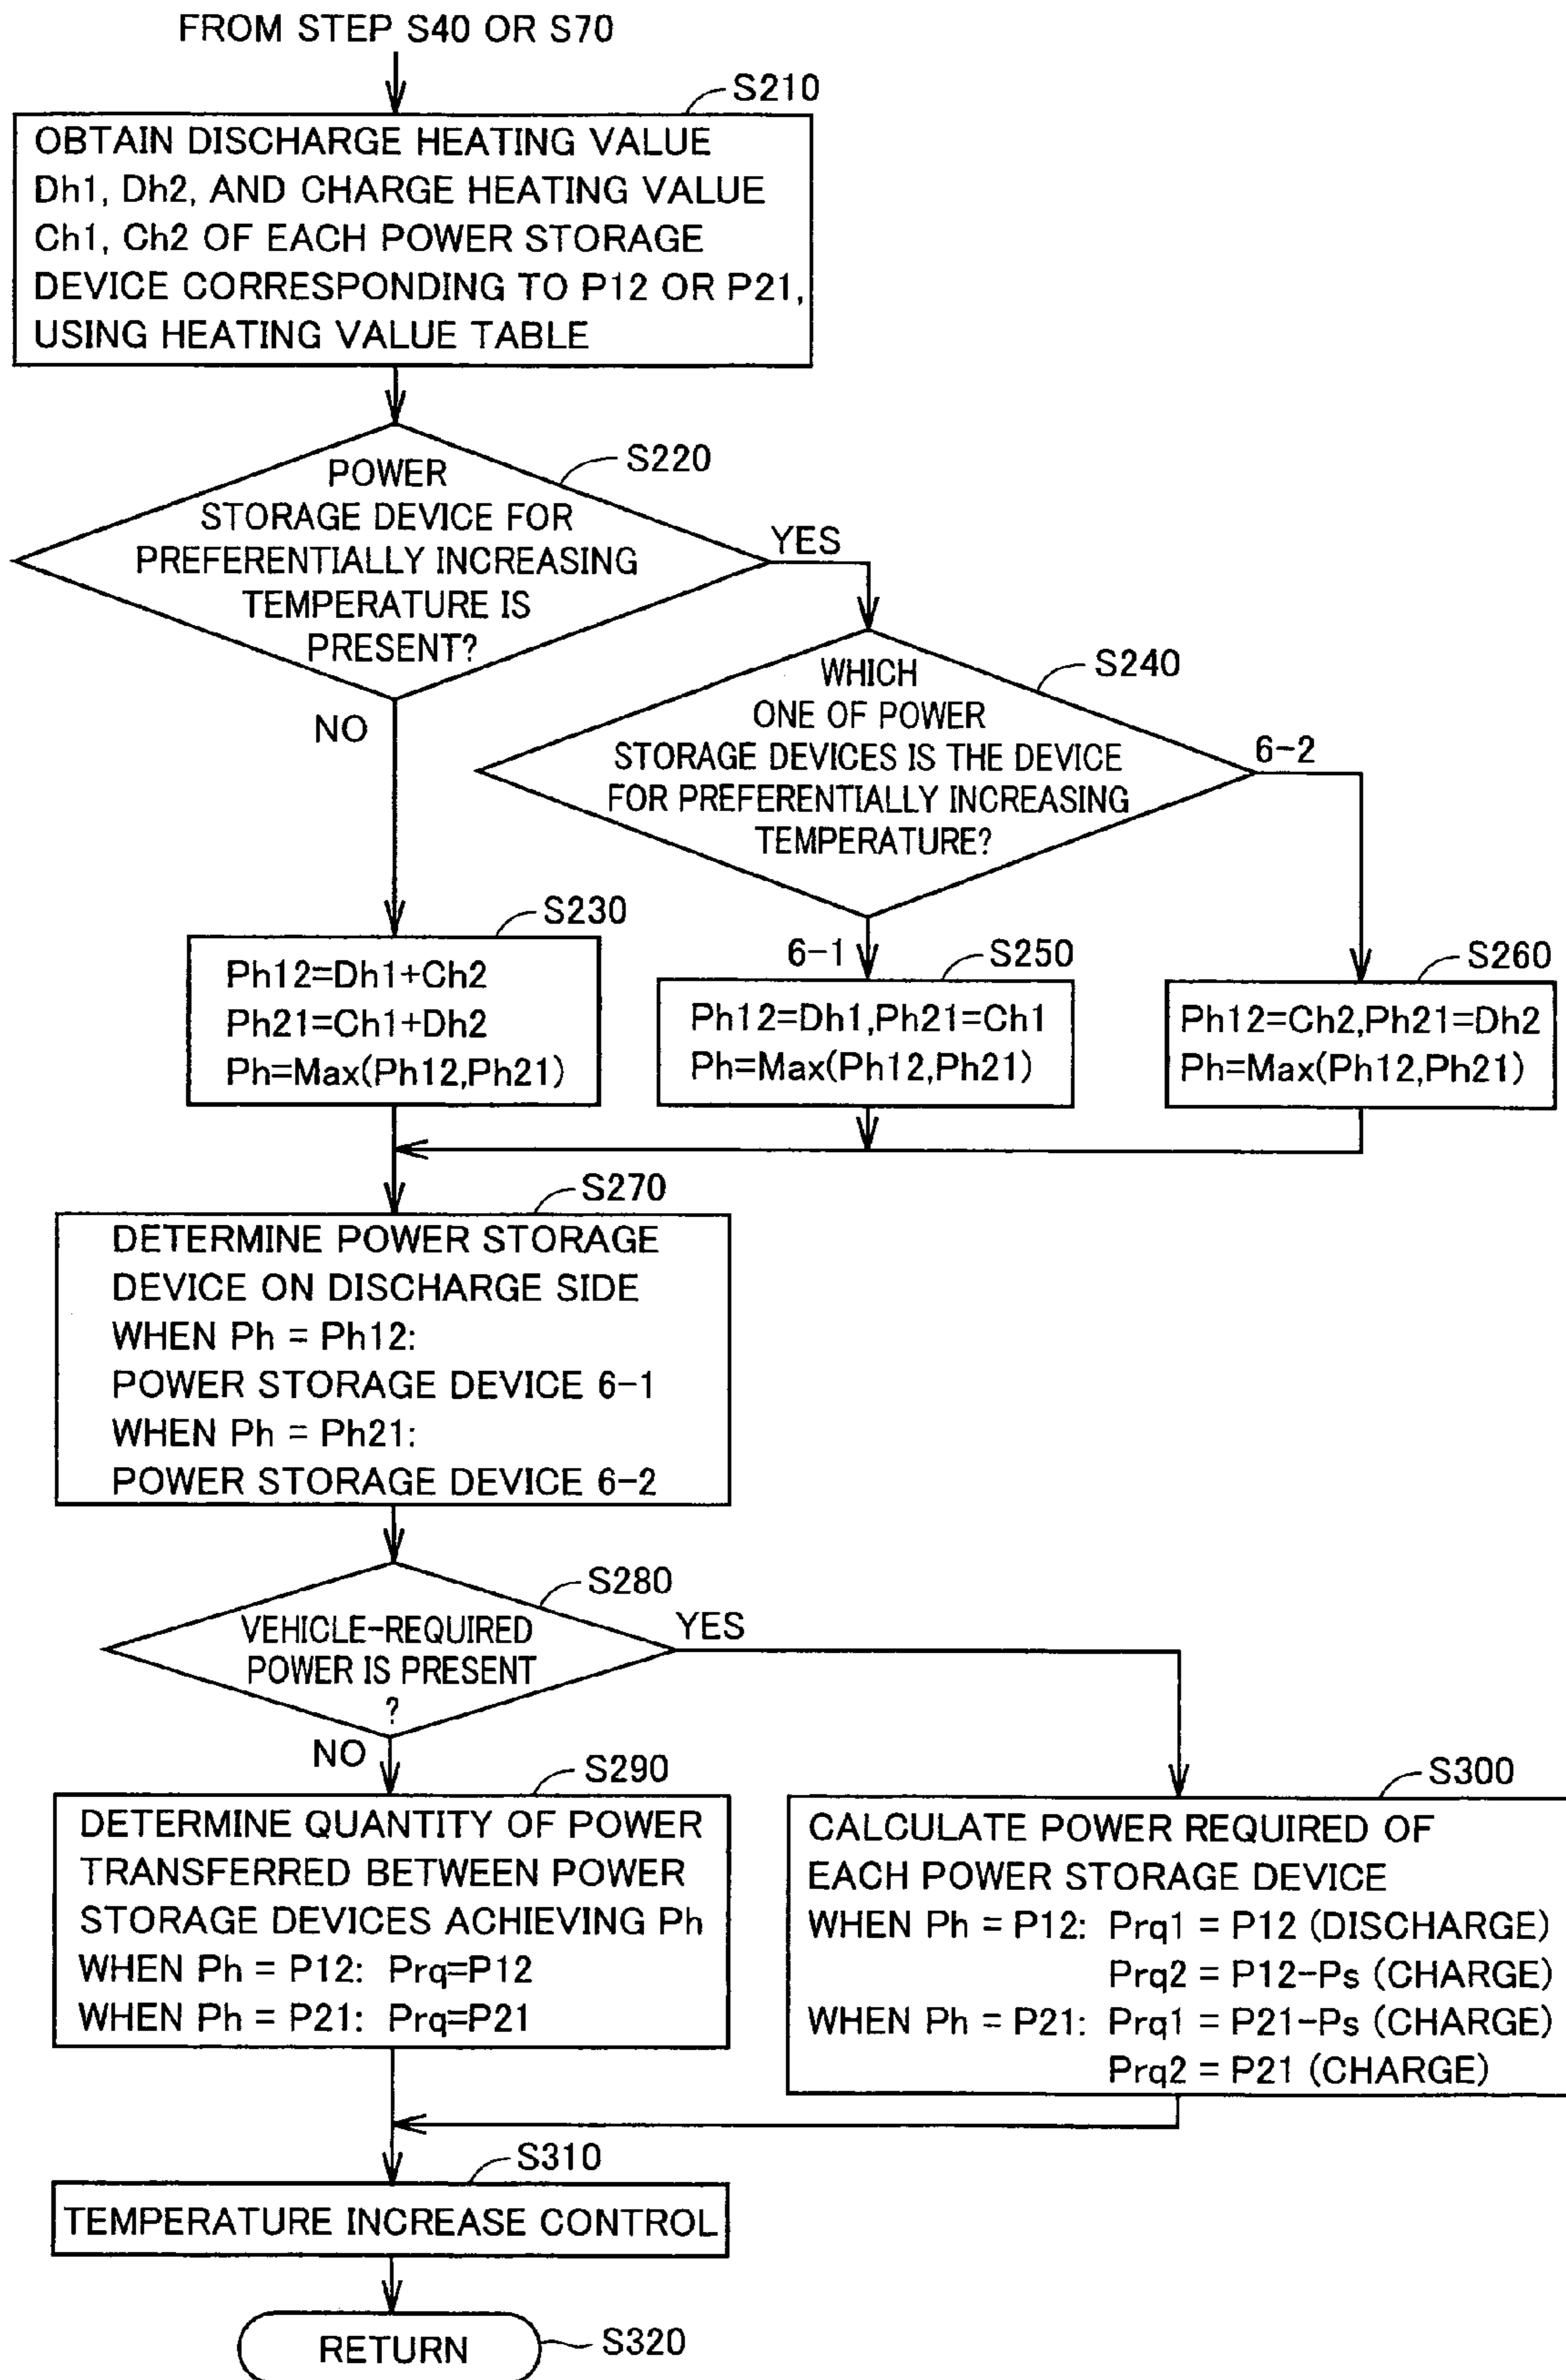 FROM STEP S40 OR S70
S210
OBTAIN DISCHARGE HEATING VALUE
Dh1, Dh2, AND CHARGE HEATING VALUE
Ch1, Ch2 OF EACH POWER STORAGE
DEVICE CORRESPONDING TO P12 OR P21,
USING HEATING VALUE TABLE
S220
POWER
STORAGE DEVICE FOR
PREFERENTIALLY INCREASING
TEMPERATURE IS
PRESENT?
YES
NO
S240
WHICH
ONE OF POWER
STORAGE DEVICES IS THE DEVICE
FOR PREFERENTIALLY INCREASING
TEMPERATURE?
6-2
6-1
S230
Ph12=Dh1+Ch2
Ph21=Ch1+Dh2
Ph=Max(Ph12,Ph21)
S250
Ph12=Dh1,Ph21=Ch1
Ph=Max(Ph12,Ph21)
S260
Ph12=Ch2,Ph21=Dh2
Ph=Max(Ph12,Ph21)
S270
DETERMINE POWER STORAGE
DEVICE ON DISCHARGE SIDE
WHEN Ph = Ph12:
POWER STORAGE DEVICE 6-1
WHEN Ph = Ph21:
POWER STORAGE DEVICE 6-2
S280
VEHICLE-REQUIRED
POWER IS PRESENT
?
YES
NO
S290
DETERMINE QUANTITY OF POWER
TRANSFERRED BETWEEN POWER
STORAGE DEVICES ACHIEVING Ph
WHEN Ph = P12: Prq=P12
WHEN Ph = P21: Prq=P21
S300
CALCULATE POWER REQUIRED OF
EACH POWER STORAGE DEVICE
WHEN Ph = P12: Prq1 = P12 (DISCHARGE)
Prq2 = P12-Ps (CHARGE)
WHEN Ph = P21: Prq1 = P21-Ps (CHARGE)
Prq2 = P21 (CHARGE)
S310
TEMPERATURE INCREASE CONTROL
RETURN
S320